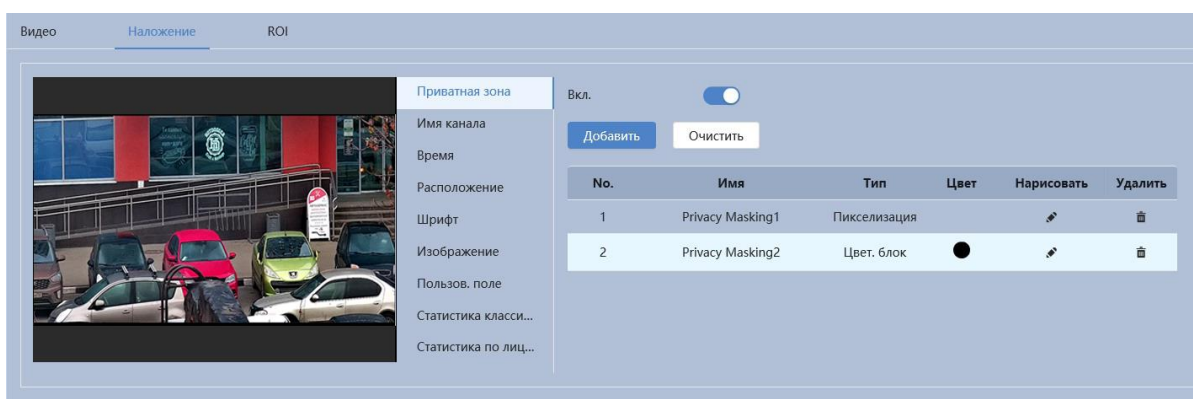 Видео Наложение ROI
Приватная зона
Имя канала
Время
Расположение
Шрифт
Изображение
Пользов. поле
Статистика класси...
Статистика по лиц...
Вкл.
Добавить Очистить
No. Имя Тип Цвет Нарисовать Удалить
1 Privacy Masking1 Пикселизация
2 Privacy Masking2 Цвет. блок